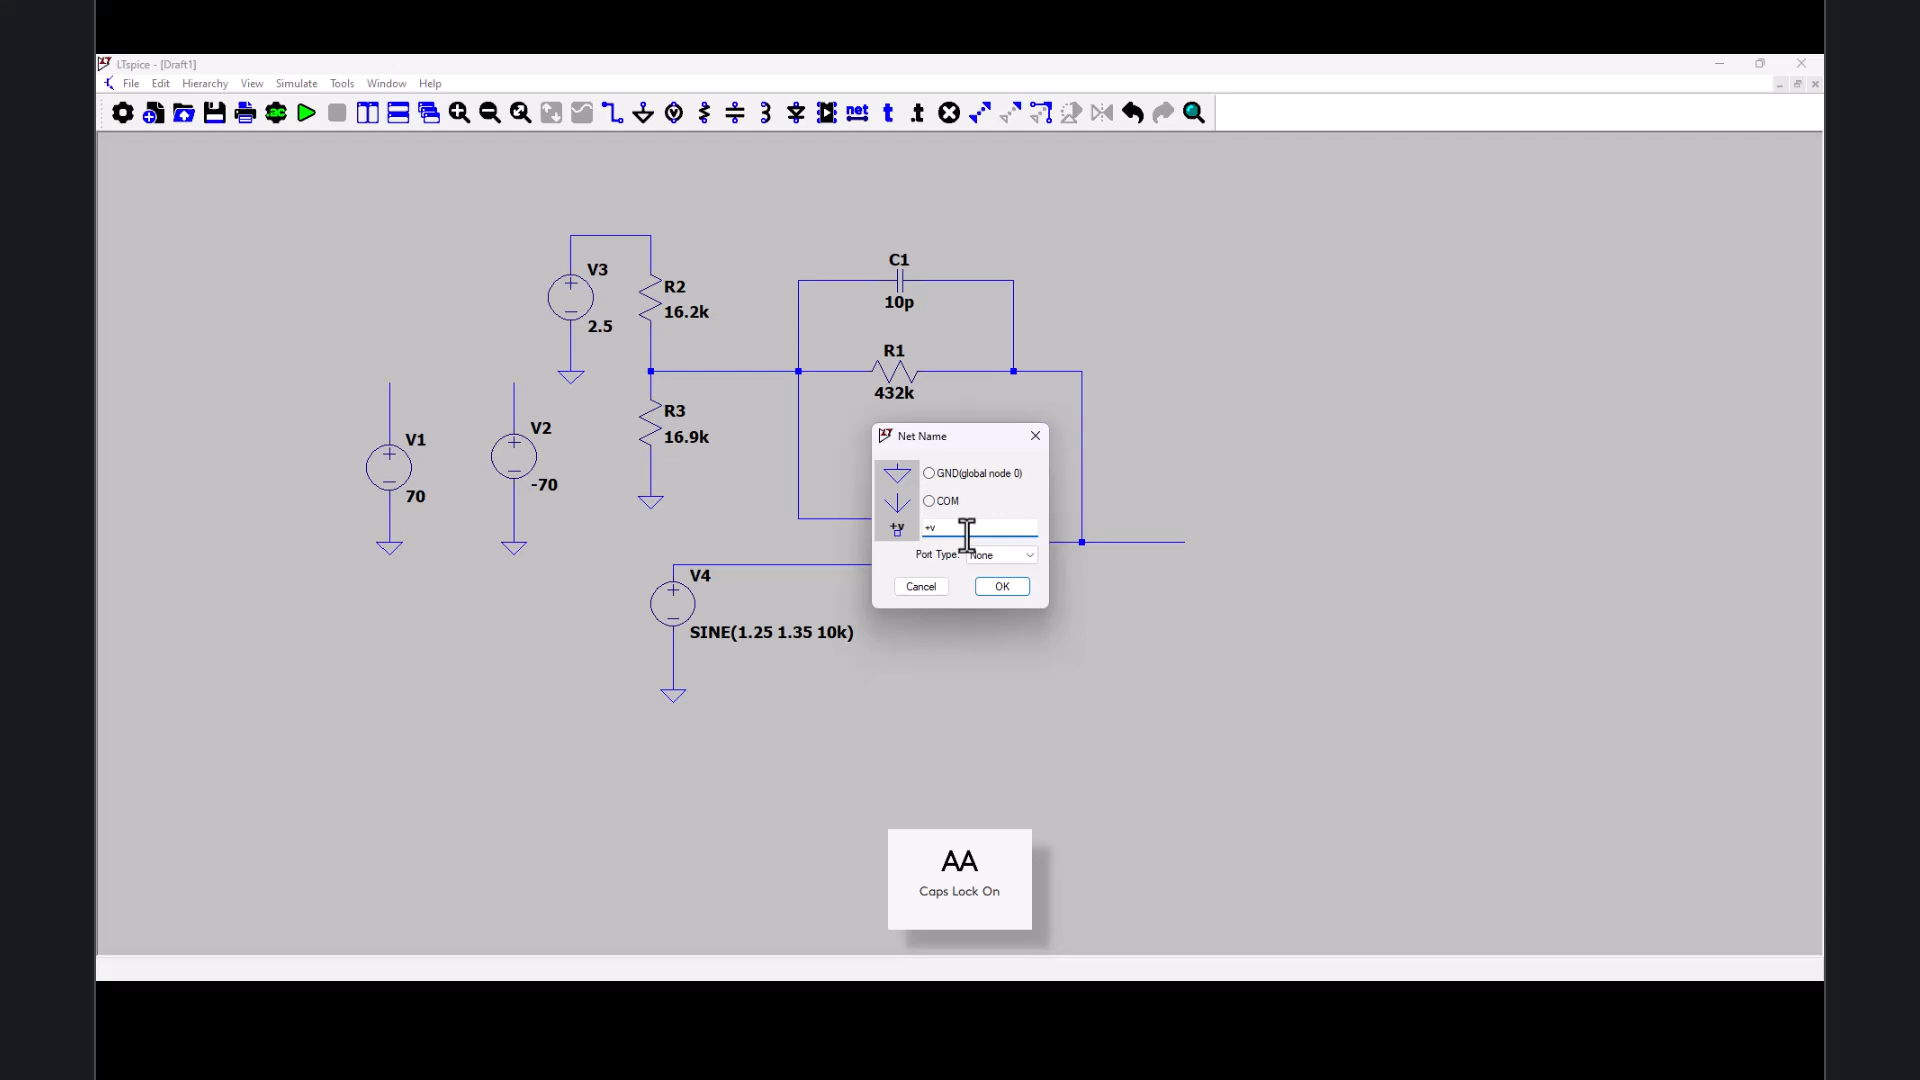 LTspice - [Draft1]
File Edit Hierarchy View Simulate Tools Window Help
net t .t
V3
2.5
R2
16.2k
C1
10p
R1
432k
R3
16.9k
V1
70
V2
-70
V4
SINE(1.25 1.35 10k)
Net Name
GND(global node 0)
COM
+v
+v
Port Type: None
Cancel OK
AA
Caps Lock On